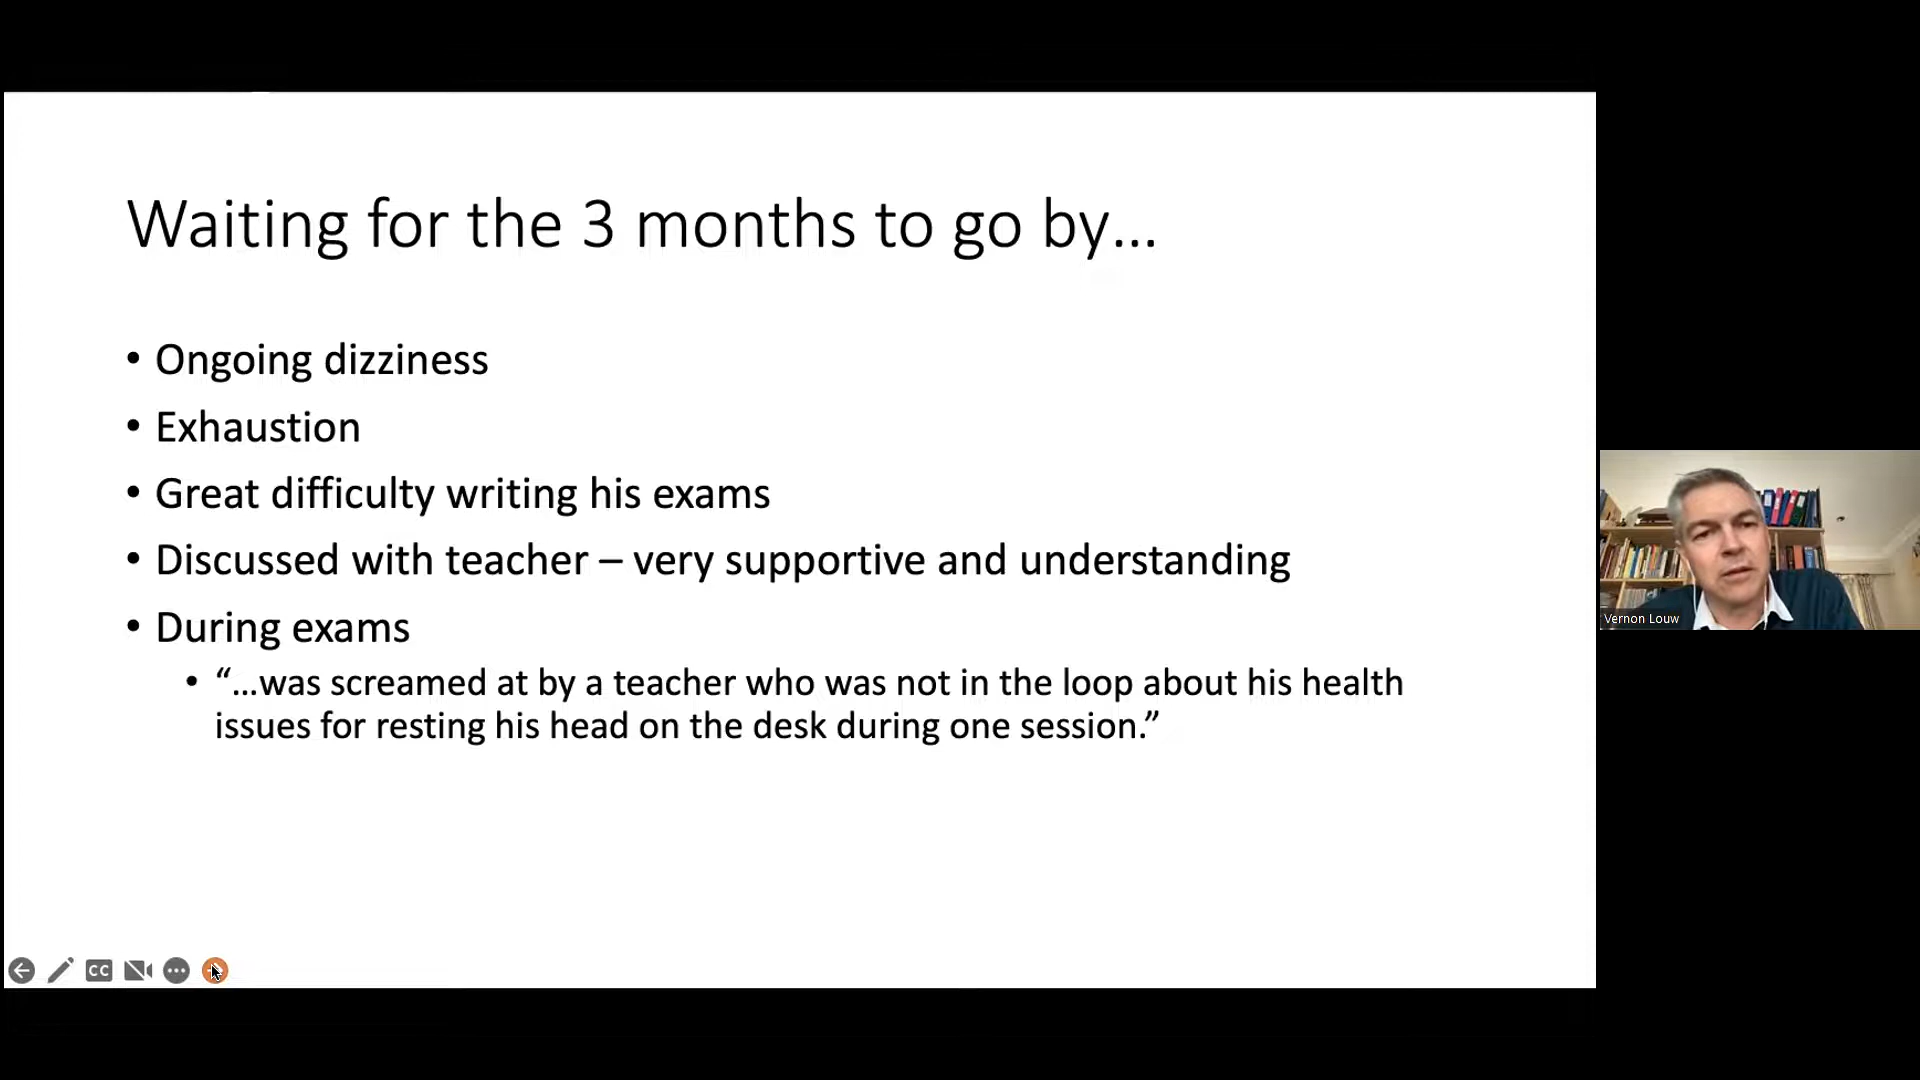 Waiting for the 3 months to go by...
• Ongoing dizziness
• Exhaustion
• Great difficulty writing his exams
• Discussed with teacher – very supportive and understanding
• During exams
• “...was screamed at by a teacher who was not in the loop about his health
issues for resting his head on the desk during one session.”
Vernon Louw
CC